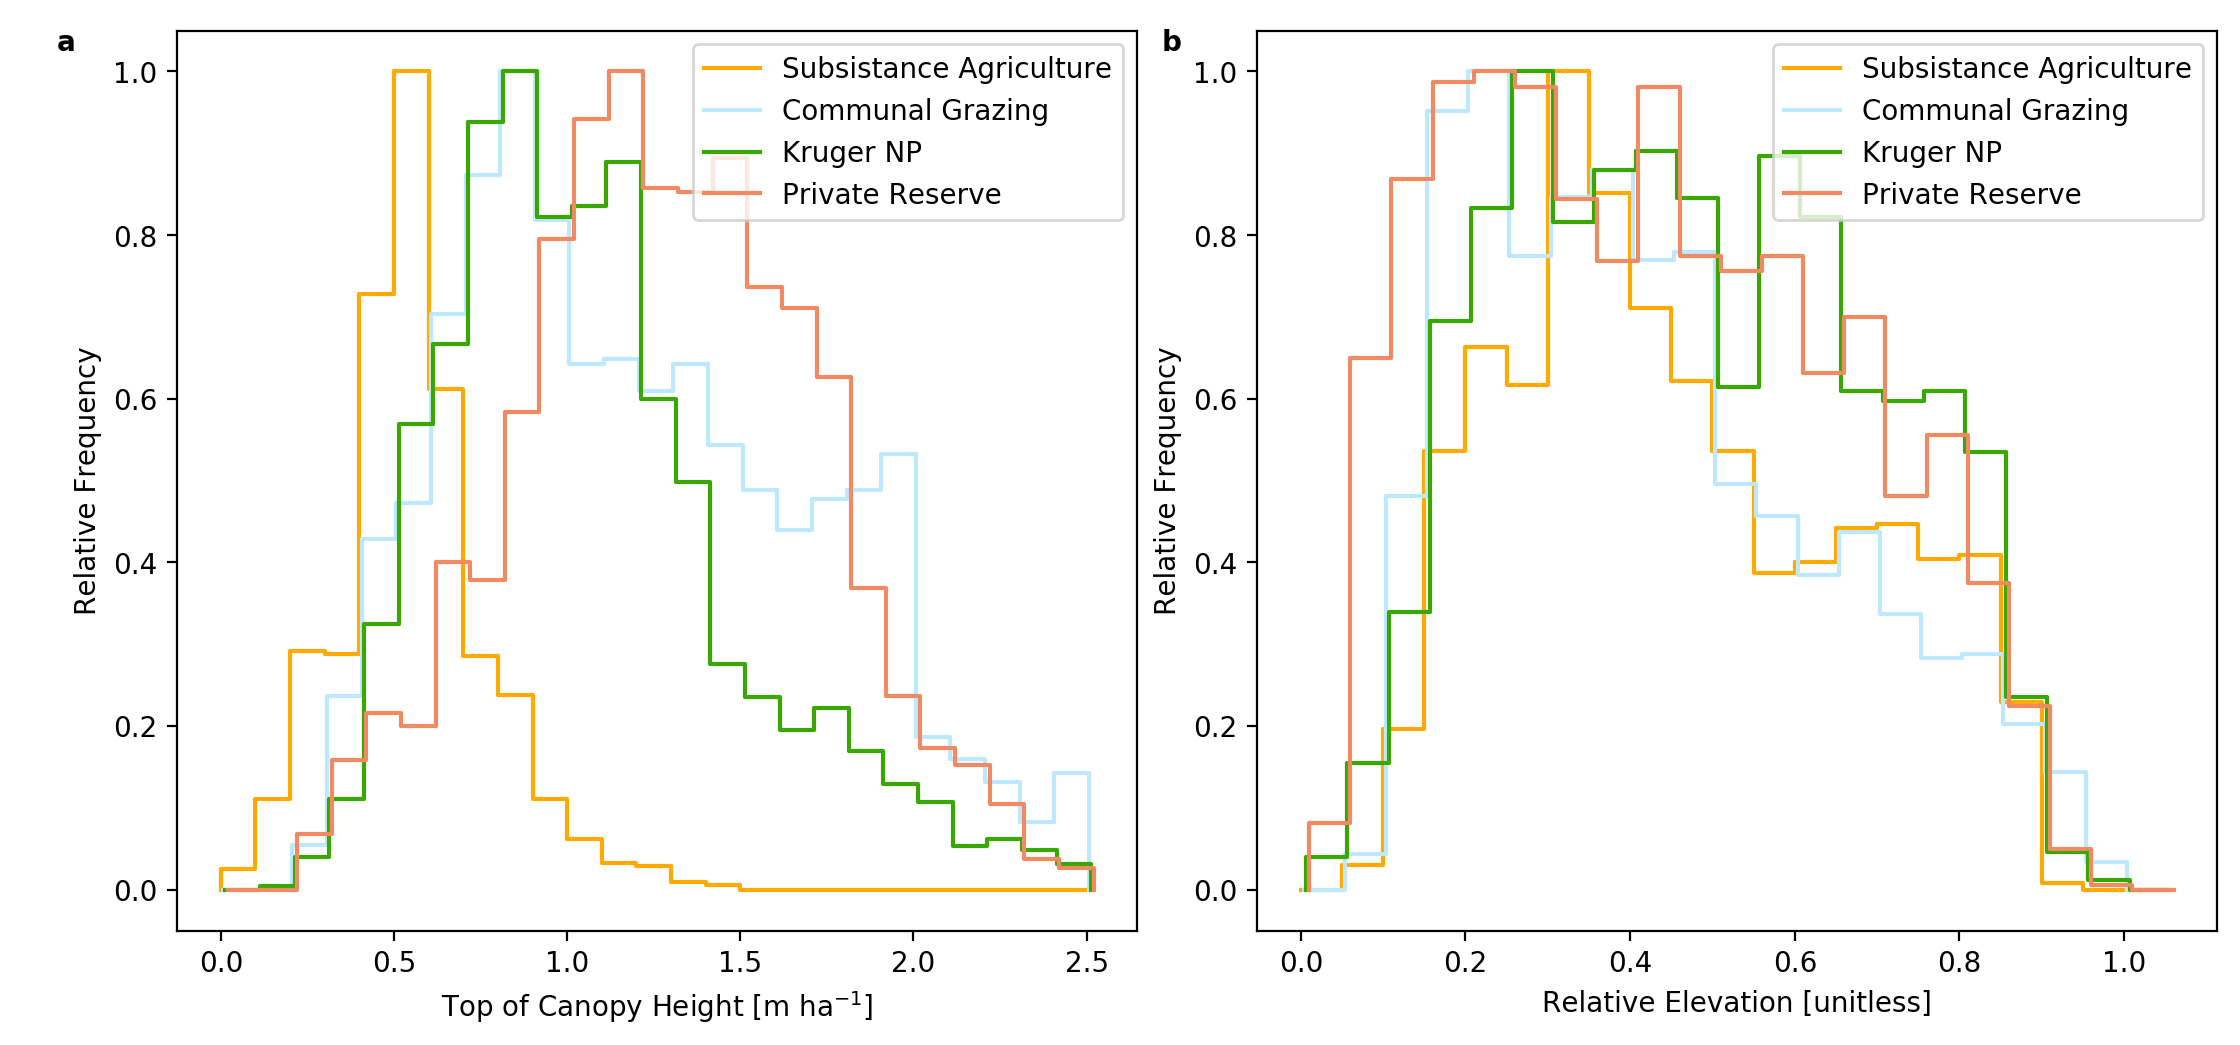 a
1.0
0.8
0.6
0.4
0.2
0.0
Relative Frequency
Subsistance Agriculture
Communal Grazing
Kruger NP
Private Reserve
0.0 0.5 1.0 1.5 2.0 2.5
Top of Canopy Height [m ha⁻¹]
b
1.0
0.8
0.6
0.4
0.2
0.0
Relative Frequency
Subsistance Agriculture
Communal Grazing
Kruger NP
Private Reserve
0.0 0.2 0.4 0.6 0.8 1.0
Relative Elevation [unitless]